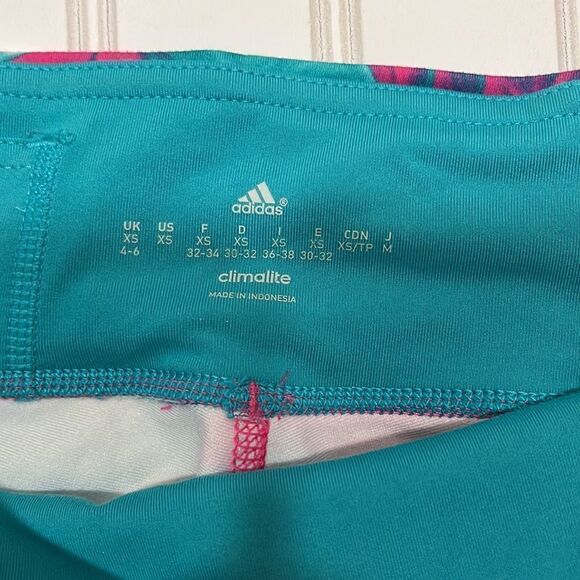 adidas®
UK US F D I E CDN J
XS XS XS XS XS XS XS/TP M
4-6 32-34 30-32 36-38 30-32
climalite
MADE IN INDONESIA